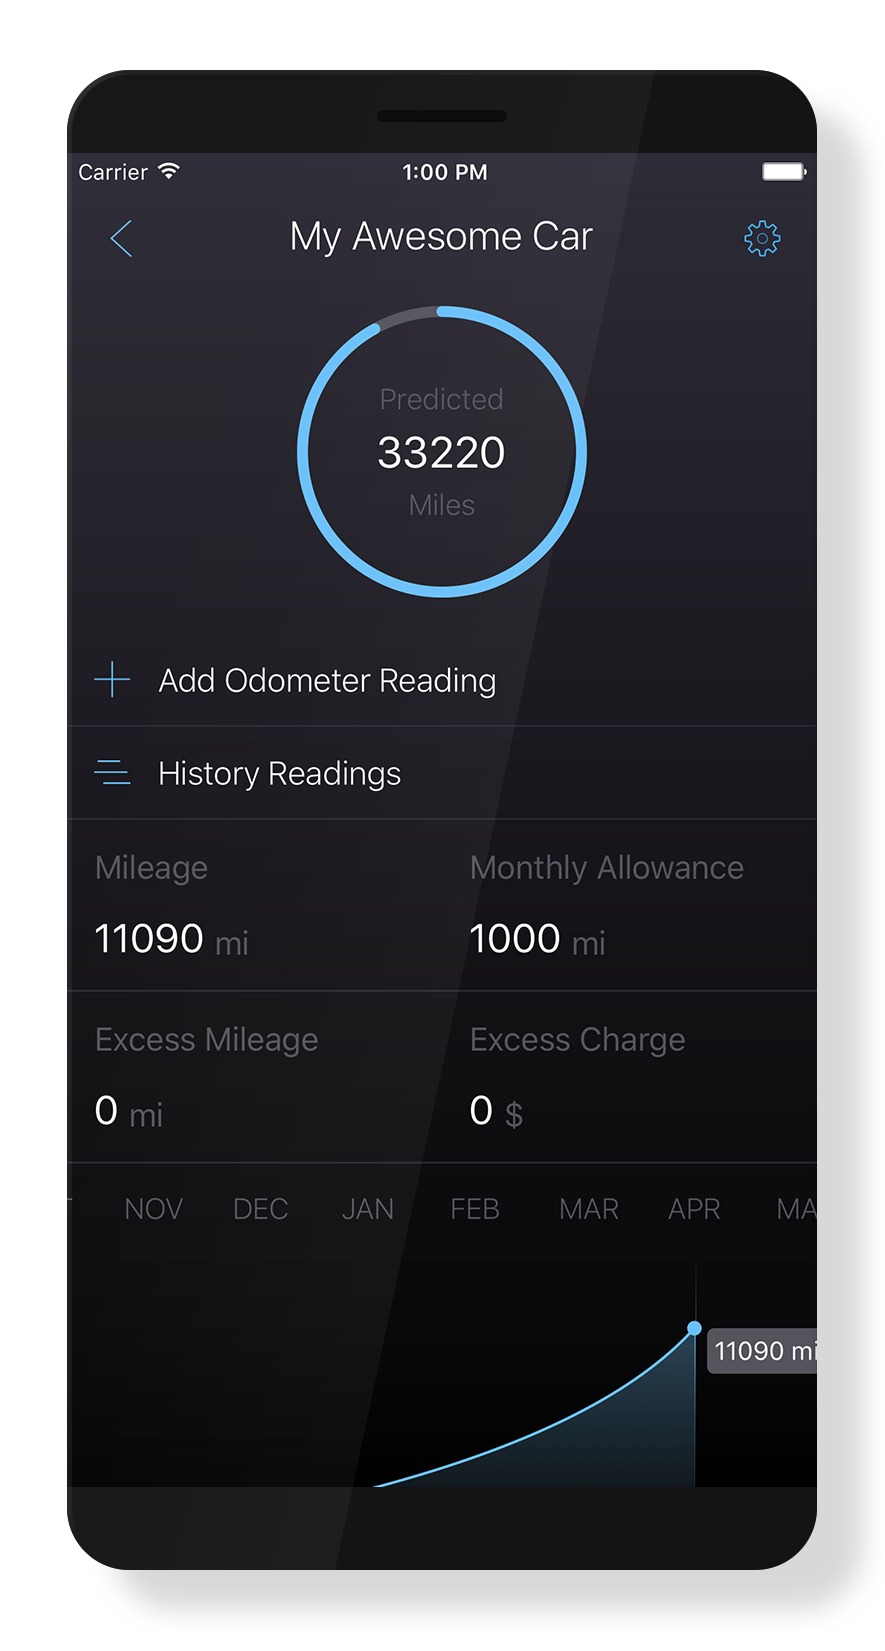 Carrier 1:00 PM
My Awesome Car
Predicted
33220
Miles
Add Odometer Reading
History Readings
Mileage Monthly Allowance
11090 mi 1000 mi
Excess Mileage Excess Charge
0 mi 0 $
NOV DEC JAN FEB MAR APR MA
11090 mi